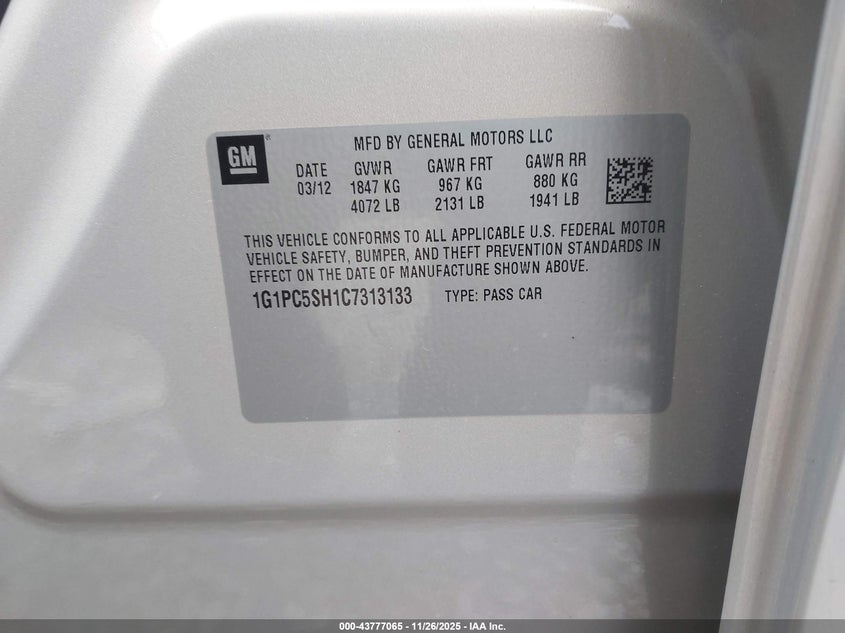 GM ®
MFD BY GENERAL MOTORS LLC
DATE GVWR GAWR FRT GAWR RR
03/12 1847 KG 967 KG 880 KG
4072 LB 2131 LB 1941 LB
THIS VEHICLE CONFORMS TO ALL APPLICABLE U.S. FEDERAL MOTOR
VEHICLE SAFETY, BUMPER, AND THEFT PREVENTION STANDARDS IN
EFFECT ON THE DATE OF MANUFACTURE SHOWN ABOVE.
1G1PC5SH1C7313133 TYPE: PASS CAR
000-43777065 - 11/26/2025 - IAA Inc.